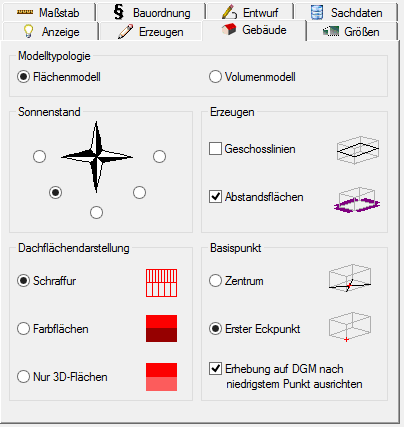 Maßstab
§ Bauordnung
Entwurf
Sachdaten
Anzeige
Erzeugen
Gebäude
Größen
Modelltypologie
Flächenmodell
Volumenmodell
Sonnenstand
Erzeugen
Geschosslinien
Abstandsflächen
Dachflächendarstellung
Basispunkt
Schraffur
Zentrum
Farbflächen
Erster Eckpunkt
Nur 3D-Flächen
Erhebung auf DGM nach
niedrigstem Punkt ausrichten